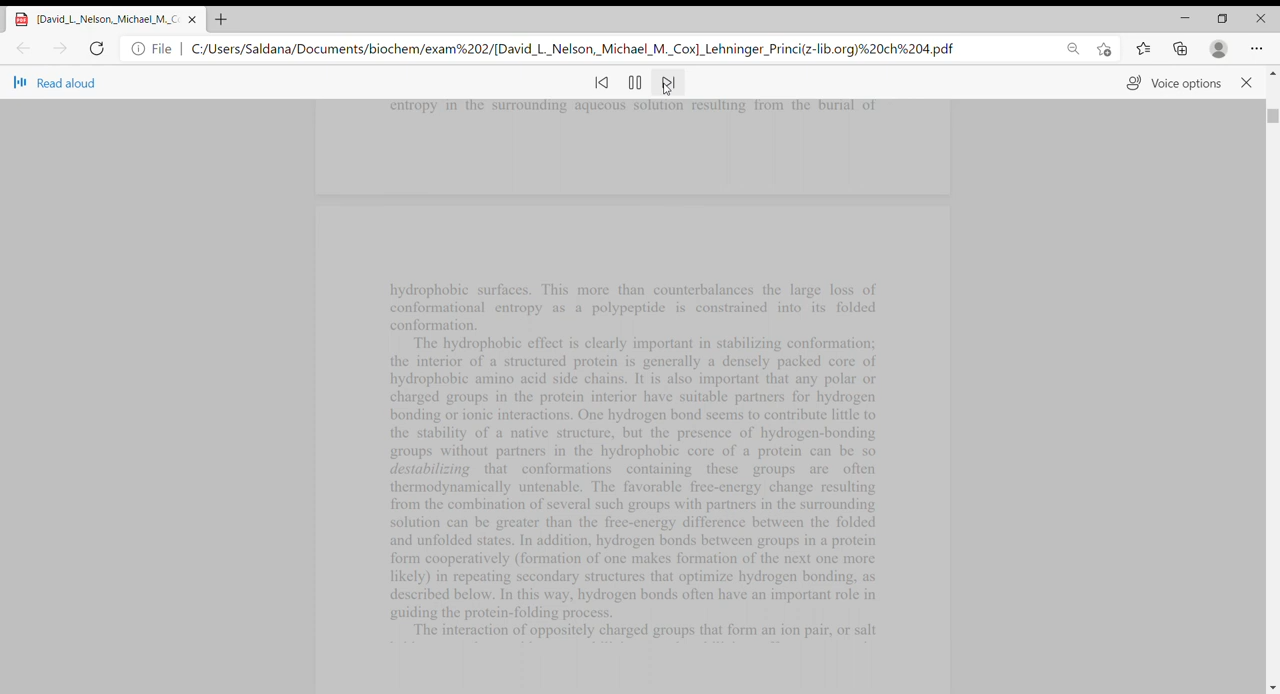 [David_L._Nelson,_Michael_M._C
File
C:/Users/Saldana/Documents/biochem/exam%202/[David_L._Nelson,_Michael_M._Cox]_Lehninger_Princi(z-lib.org)%20ch%204.pdf
Read aloud
Voice options
entropy in the surrounding aqueous solution resulting from the burial of
hydrophobic surfaces. This more than counterbalances the large loss of
conformational entropy as a polypeptide is constrained into its folded
conformation.
The hydrophobic effect is clearly important in stabilizing conformation;
the interior of a structured protein is generally a densely packed core of
hydrophobic amino acid side chains. It is also important that any polar or
charged groups in the protein interior have suitable partners for hydrogen
bonding or ionic interactions. One hydrogen bond seems to contribute little to
the stability of a native structure, but the presence of hydrogen-bonding
groups without partners in the hydrophobic core of a protein can be so
destabilizing that conformations containing these groups are often
thermodynamically untenable. The favorable free-energy change resulting
from the combination of several such groups with partners in the surrounding
solution can be greater than the free-energy difference between the folded
and unfolded states. In addition, hydrogen bonds between groups in a protein
form cooperatively (formation of one makes formation of the next one more
likely) in repeating secondary structures that optimize hydrogen bonding, as
described below. In this way, hydrogen bonds often have an important role in
guiding the protein-folding process.
The interaction of oppositely charged groups that form an ion pair, or salt